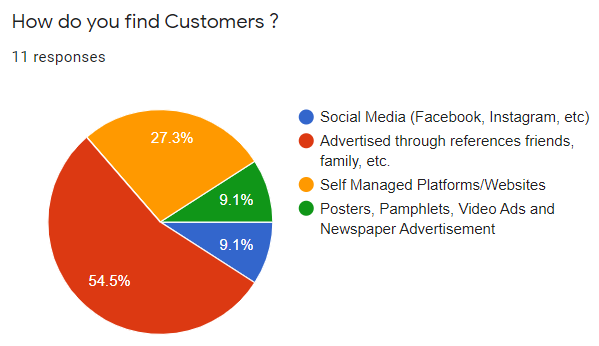 How do you find Customers ?
11 responses
27.3%
9.1%
9.1%
54.5%
Social Media (Facebook, Instagram, etc)
Advertised through references friends,
family, etc.
Self Managed Platforms/Websites
Posters, Pamphlets, Video Ads and
Newspaper Advertisement